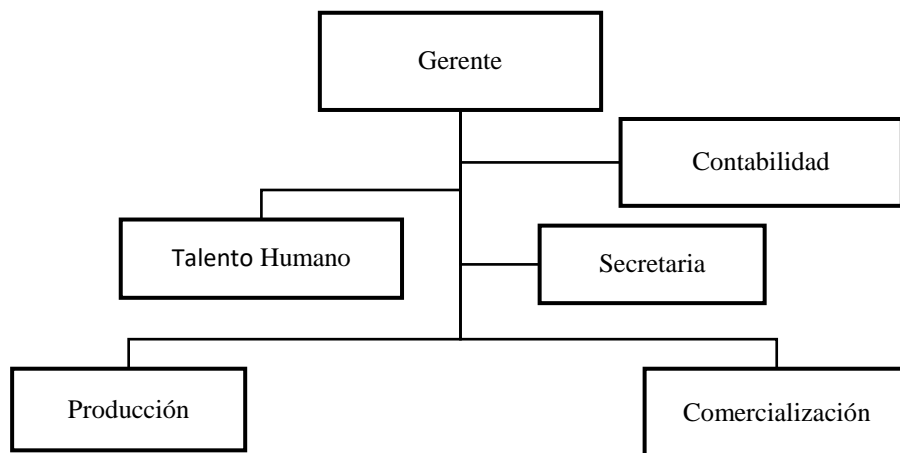 Gerente
Contabilidad
Talento Humano
Secretaria
Producción
Comercialización